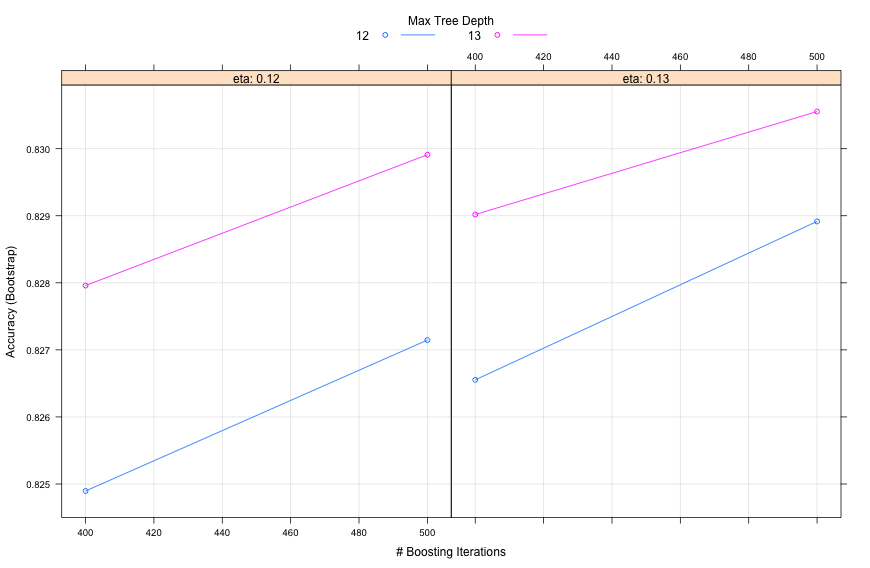 Max Tree Depth
12 13
400 420 440 460 480 500
eta: 0.12 eta: 0.13
0.830
0.829
0.828
0.827
0.826
0.825
Accuracy (Bootstrap)
400 420 440 460 480 500
# Boosting Iterations